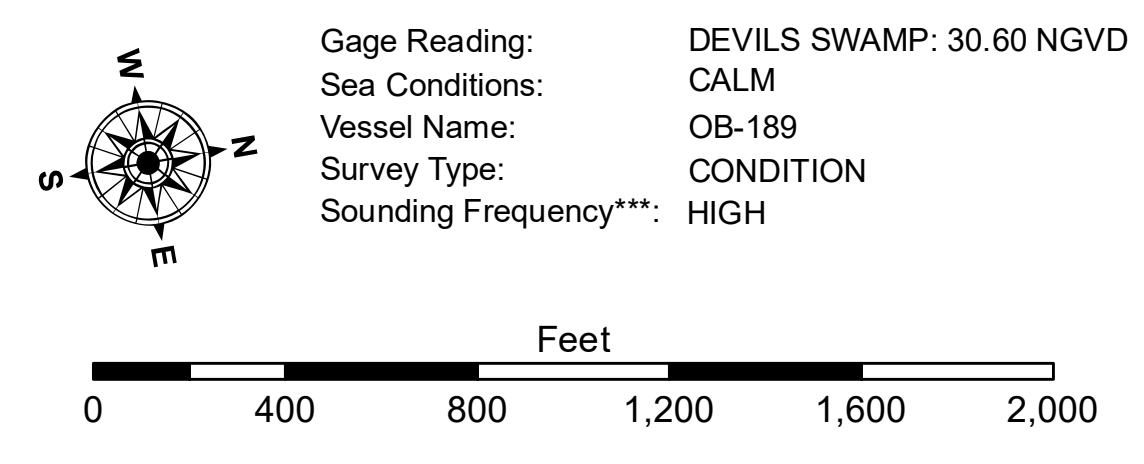 W
N
S
E
Gage Reading: DEVILS SWAMP: 30.60 NGVD
Sea Conditions: CALM
Vessel Name: OB-189
Survey Type: CONDITION
Sounding Frequency***: HIGH
Feet
0 400 800 1,200 1,600 2,000